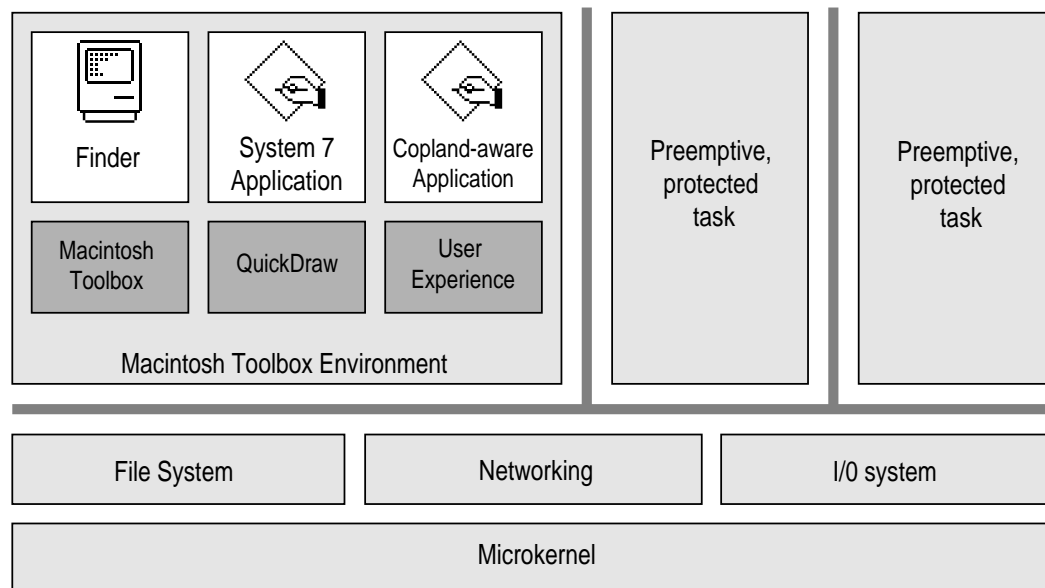 Finder
System 7
Application
Copland-aware
Application
Macintosh
Toolbox
QuickDraw
User
Experience
Macintosh Toolbox Environment
Preemptive,
protected
task
Preemptive,
protected
task
File System
Networking
I/0 system
Microkernel